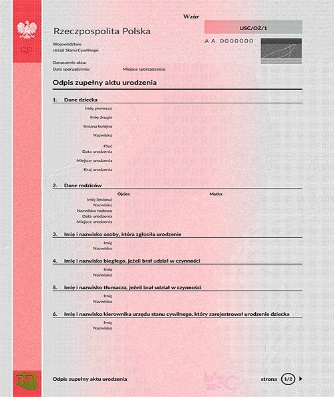 Wzór
Rzeczpospolita Polska
USC/OZ/1
RP
AA 0000000
Województwo
Urząd Stanu Cywilnego
Oznaczenie aktu:
Data sporządzenia: Miejsce sporządzenia:
Odpis zupełny aktu urodzenia
1. Dane dziecka
Imię pierwsze
Imię drugie
Imiona kolejne
Nazwisko
Płeć
Data urodzenia
Miejsce urodzenia
Kraj urodzenia
2. Dane rodziców
Ojciec Matka
Imię (imiona)
Nazwisko
Nazwisko rodowe
Data urodzenia
Miejsce urodzenia
3. Imię i nazwisko osoby, która zgłosiła urodzenie
Imię
Nazwisko
4. Imię i nazwisko biegłego, jeżeli brał udział w czynności
Imię
Nazwisko
5. Imię i nazwisko tłumacza, jeżeli brał udział w czynności
Imię
Nazwisko
6. Imię i nazwisko kierownika urzędu stanu cywilnego, który zarejestrował urodzenie dziecka
Imię
Nazwisko
Odpis zupełny aktu urodzenia strona 1/2